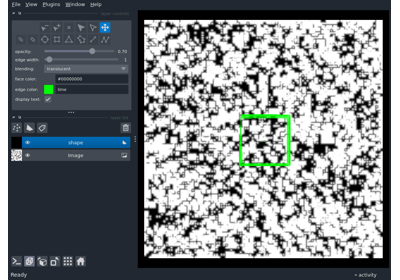 File View Plugins Window Help
opacity: 0.70
edge width: 1
blending: translucent
face color: #00000000
edge color: lime
display text: ✓
shape
image
Ready
activity